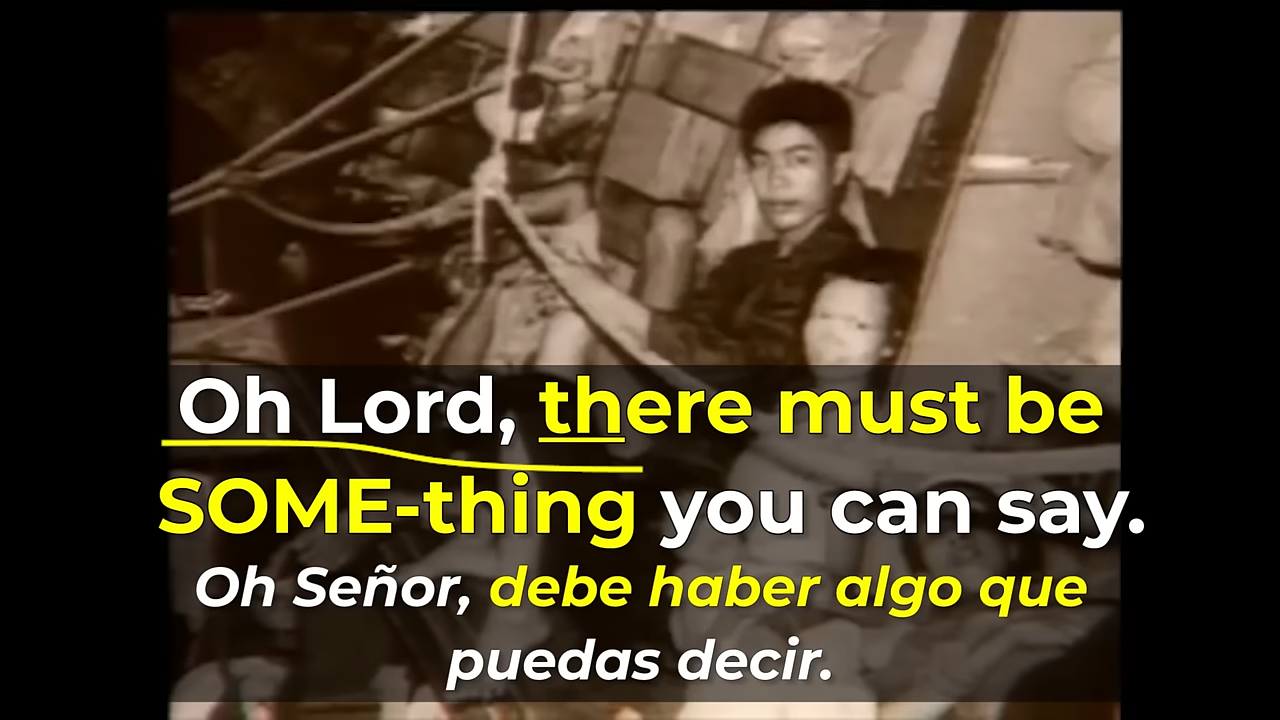 Oh Lord, there must be
SOME-thing you can say.
Oh Señor, debe haber algo que
puedas decir.